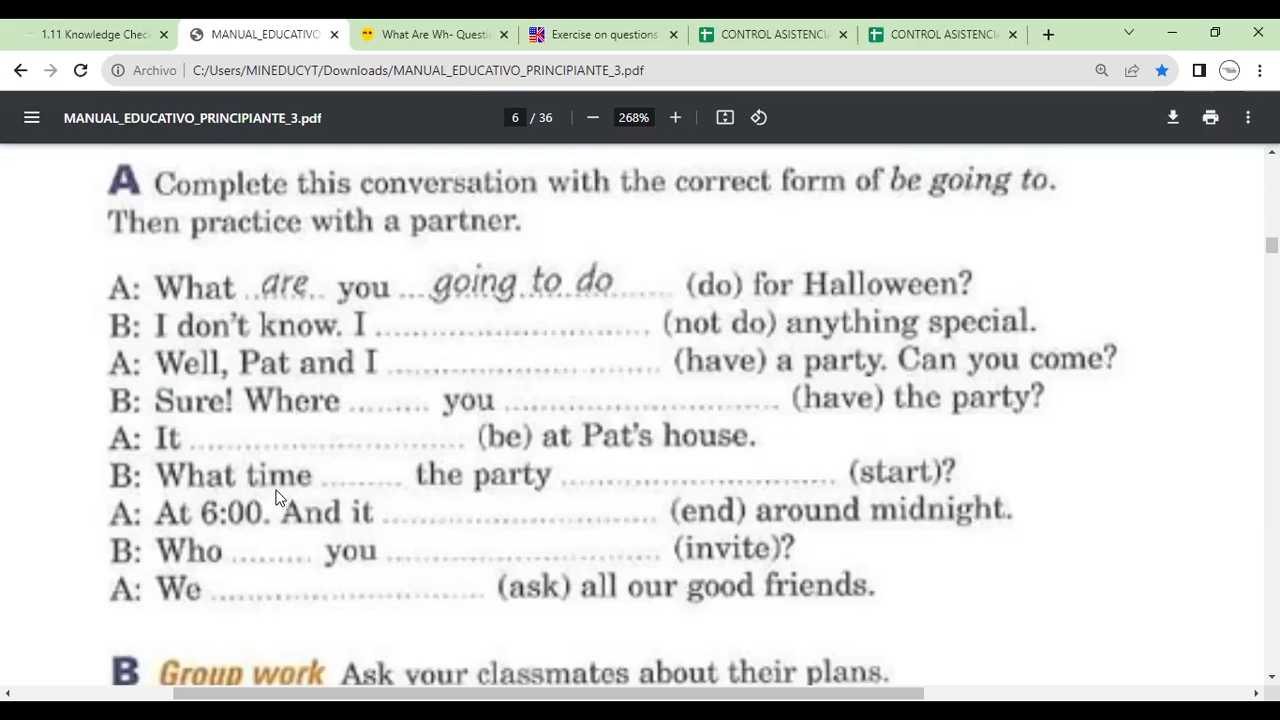 1.11 Knowledge Chec
MANUAL_EDUCATIVO
What Are Wh- Questi
Exercise on questions
CONTROL ASISTENCIA
CONTROL ASISTENCIA
Archivo C:/Users/MINEDUCYT/Downloads/MANUAL_EDUCATIVO_PRINCIPIANTE_3.pdf
MANUAL_EDUCATIVO_PRINCIPIANTE_3.pdf 6 / 36 268%
A Complete this conversation with the correct form of be going to.
Then practice with a partner.
A: What ..are.. you ....going to do...... (do) for Halloween?
B: I don't know. I .............................. (not do) anything special.
A: Well, Pat and I .............................. (have) a party. Can you come?
B: Sure! Where ......... you .............................. (have) the party?
A: It .............................. (be) at Pat's house.
B: What time ......... the party .............................. (start)?
A: At 6:00. And it .............................. (end) around midnight.
B: Who ......... you .............................. (invite)?
A: We .............................. (ask) all our good friends.
B Group work Ask your classmates about their plans.